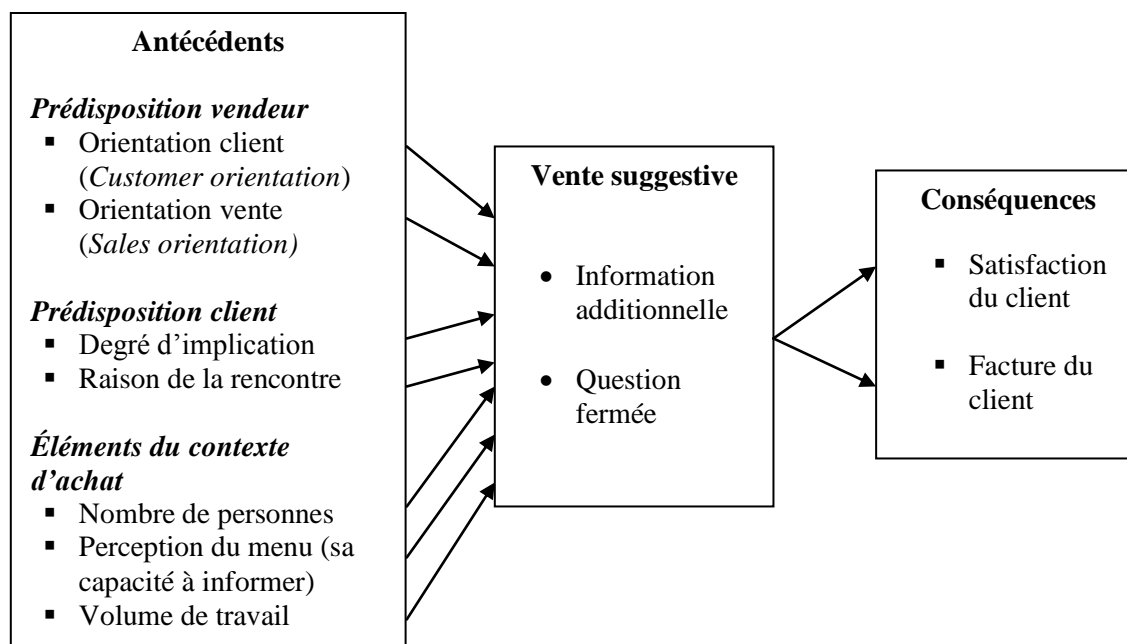 Antécédents
Prédisposition vendeur
▪ Orientation client
(Customer orientation)
▪ Orientation vente
(Sales orientation)
Prédisposition client
▪ Degré d’implication
▪ Raison de la rencontre
Éléments du contexte
d’achat
▪ Nombre de personnes
▪ Perception du menu (sa
capacité à informer)
▪ Volume de travail
Vente suggestive
• Information
additionnelle
• Question
fermée
Conséquences
▪ Satisfaction
du client
▪ Facture du
client